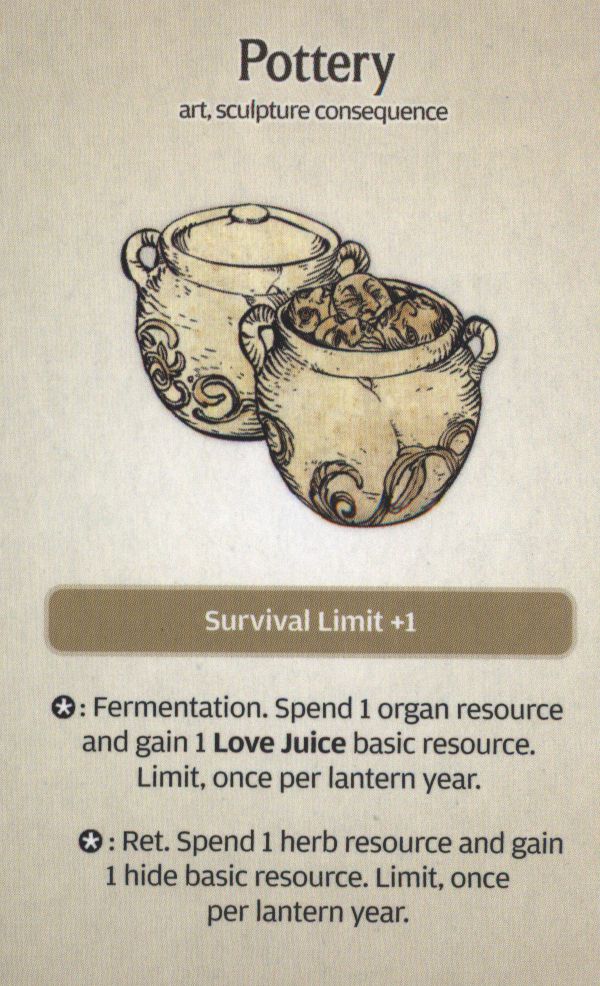 Pottery
art, sculpture consequence
Survival Limit +1
✪: Fermentation. Spend 1 organ resource
and gain 1 Love Juice basic resource.
Limit, once per lantern year.
✪: Ret. Spend 1 herb resource and gain
1 hide basic resource. Limit, once
per lantern year.